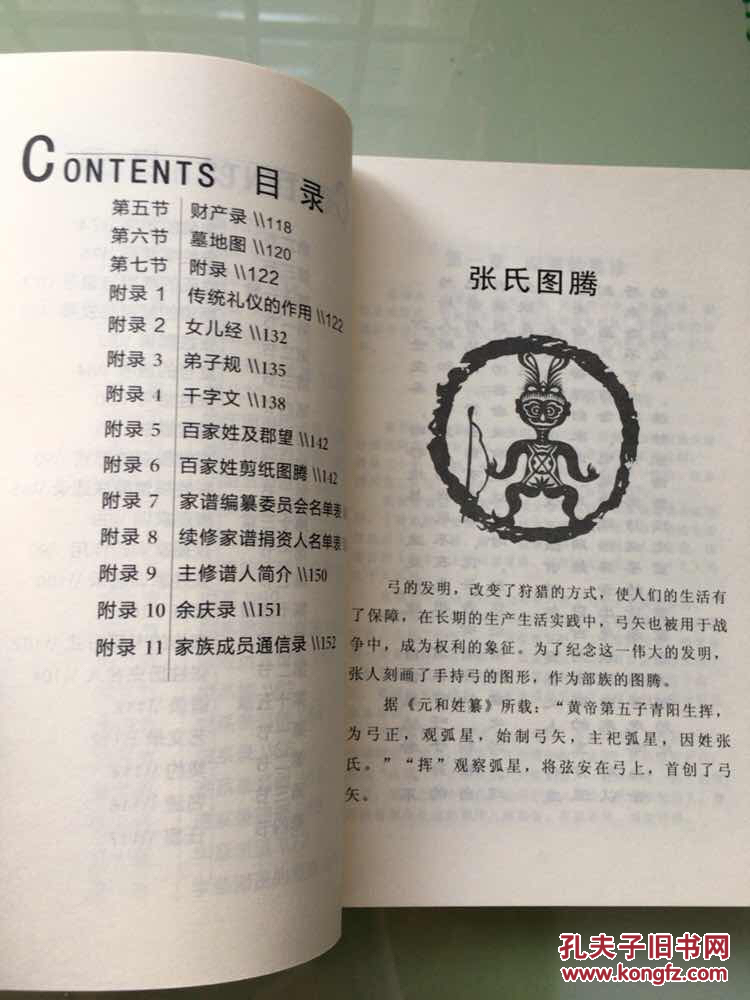 CONTENTS 目录
第五节 财产录 \\118
第六节 墓地图 \\120
第七节 附录 \\122
附录 1 传统礼仪的作用 \\122
附录 2 女儿经 \\132
附录 3 弟子规 \\135
附录 4 千字文 \\138
附录 5 百家姓及郡望 \\142
附录 6 百家姓剪纸图腾 \\142
附录 7 家谱编纂委员会名单表
附录 8 续修家谱捐资人名单表
附录 9 主修谱人简介 \\150
附录 10 余庆录 \\151
附录 11 家族成员通信录 \\152
张氏图腾
弓的发明，改变了狩猎的方式，使人们的生活有
了保障，在长期的生产生活实践中，弓矢也被用于战
争中，成为权利的象征。为了纪念这一伟大的发明，
张人刻画了手持弓的图形，作为部族的图腾。
据《元和姓纂》所载：“黄帝第五子青阳生挥，
为弓正，观弧星，始制弓矢，主祀弧星，因姓张
氏。”“挥”观察弧星，将弦安在弓上，首创了弓
矢。
孔夫子旧书网
www.kongfz.com